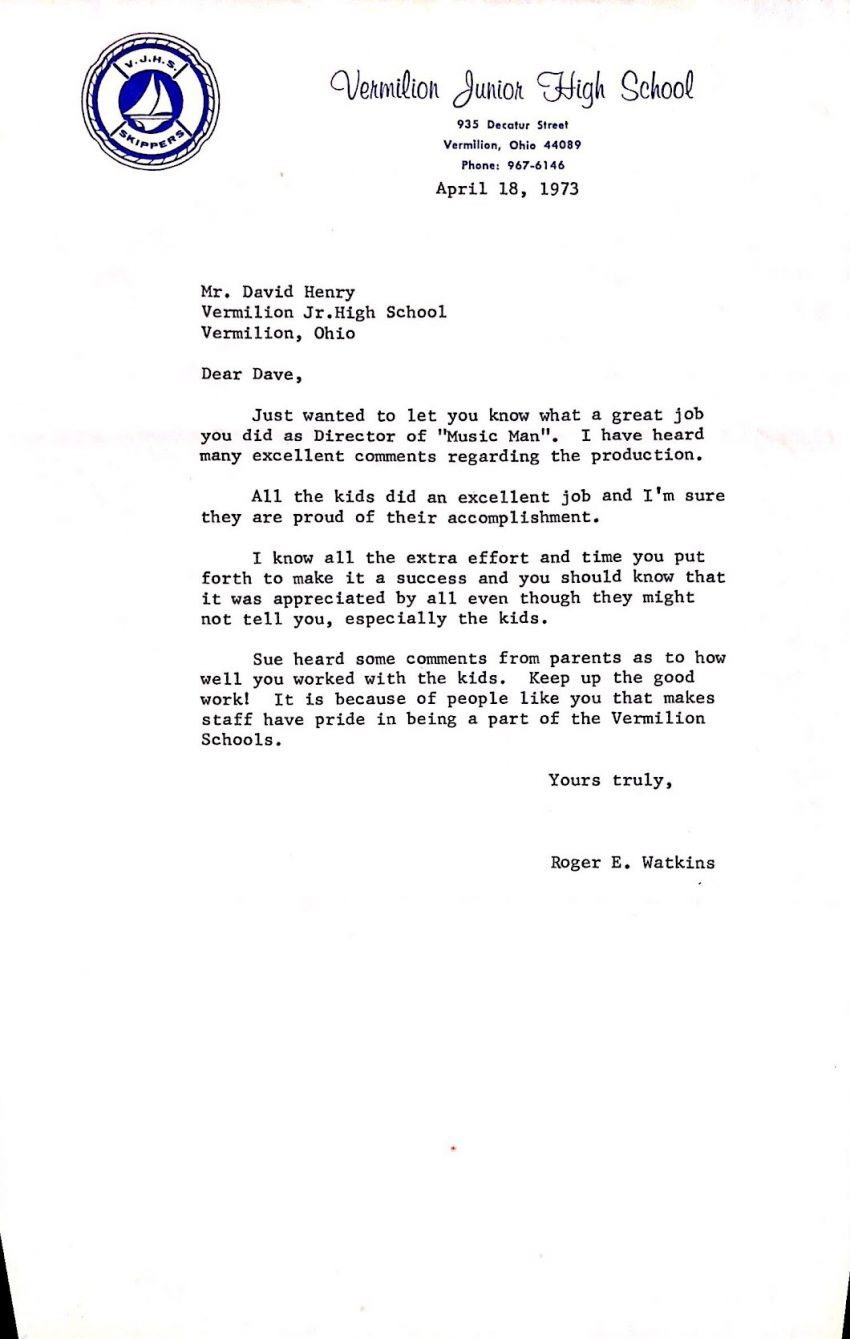 V.J.H.S.
SKIPPERS
Vermilion Junior High School
935 Decatur Street
Vermilion, Ohio 44089
Phone: 967-6146
April 18, 1973
Mr. David Henry
Vermilion Jr.High School
Vermilion, Ohio
Dear Dave,
Just wanted to let you know what a great job
you did as Director of "Music Man". I have heard
many excellent comments regarding the production.
All the kids did an excellent job and I'm sure
they are proud of their accomplishment.
I know all the extra effort and time you put
forth to make it a success and you should know that
it was appreciated by all even though they might
not tell you, especially the kids.
Sue heard some comments from parents as to how
well you worked with the kids. Keep up the good
work! It is because of people like you that makes
staff have pride in being a part of the Vermilion
Schools.
Yours truly,
Roger E. Watkins